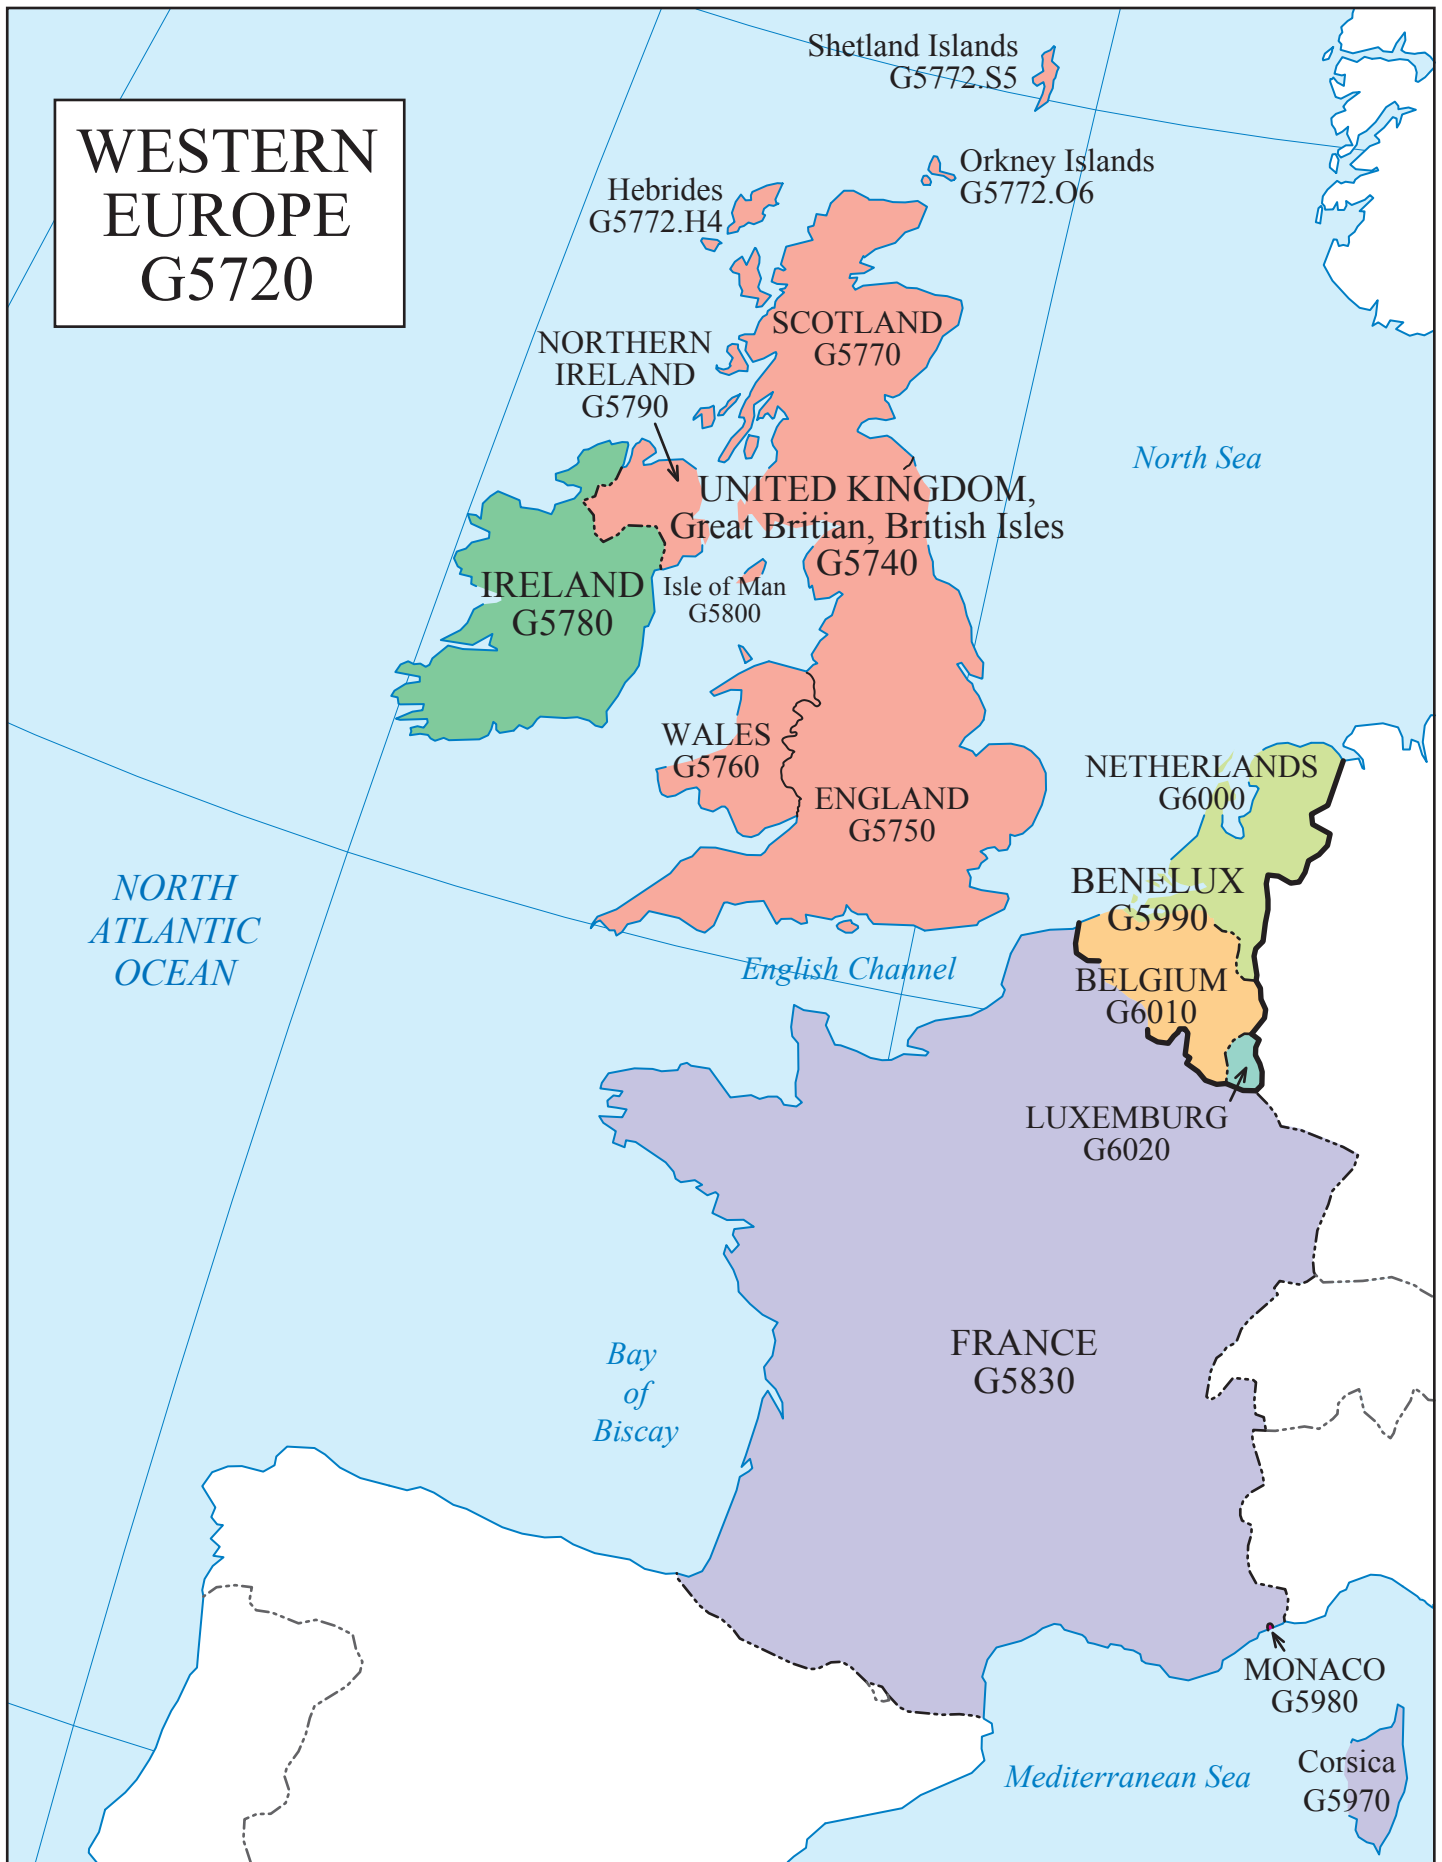 WESTERN
EUROPE
G5720
Shetland Islands
G5772.S5
Orkney Islands
G5772.O6
Hebrides
G5772.H4
SCOTLAND
G5770
NORTHERN
IRELAND
G5790
North Sea
UNITED KINGDOM,
Great Britian, British Isles
G5740
IRELAND
G5780
Isle of Man
G5800
WALES
G5760
ENGLAND
G5750
NETHERLANDS
G6000
BENELUX
G5990
NORTH
ATLANTIC
OCEAN
English Channel
BELGIUM
G6010
LUXEMBURG
G6020
FRANCE
G5830
Bay
of
Biscay
MONACO
G5980
Mediterranean Sea
Corsica
G5970